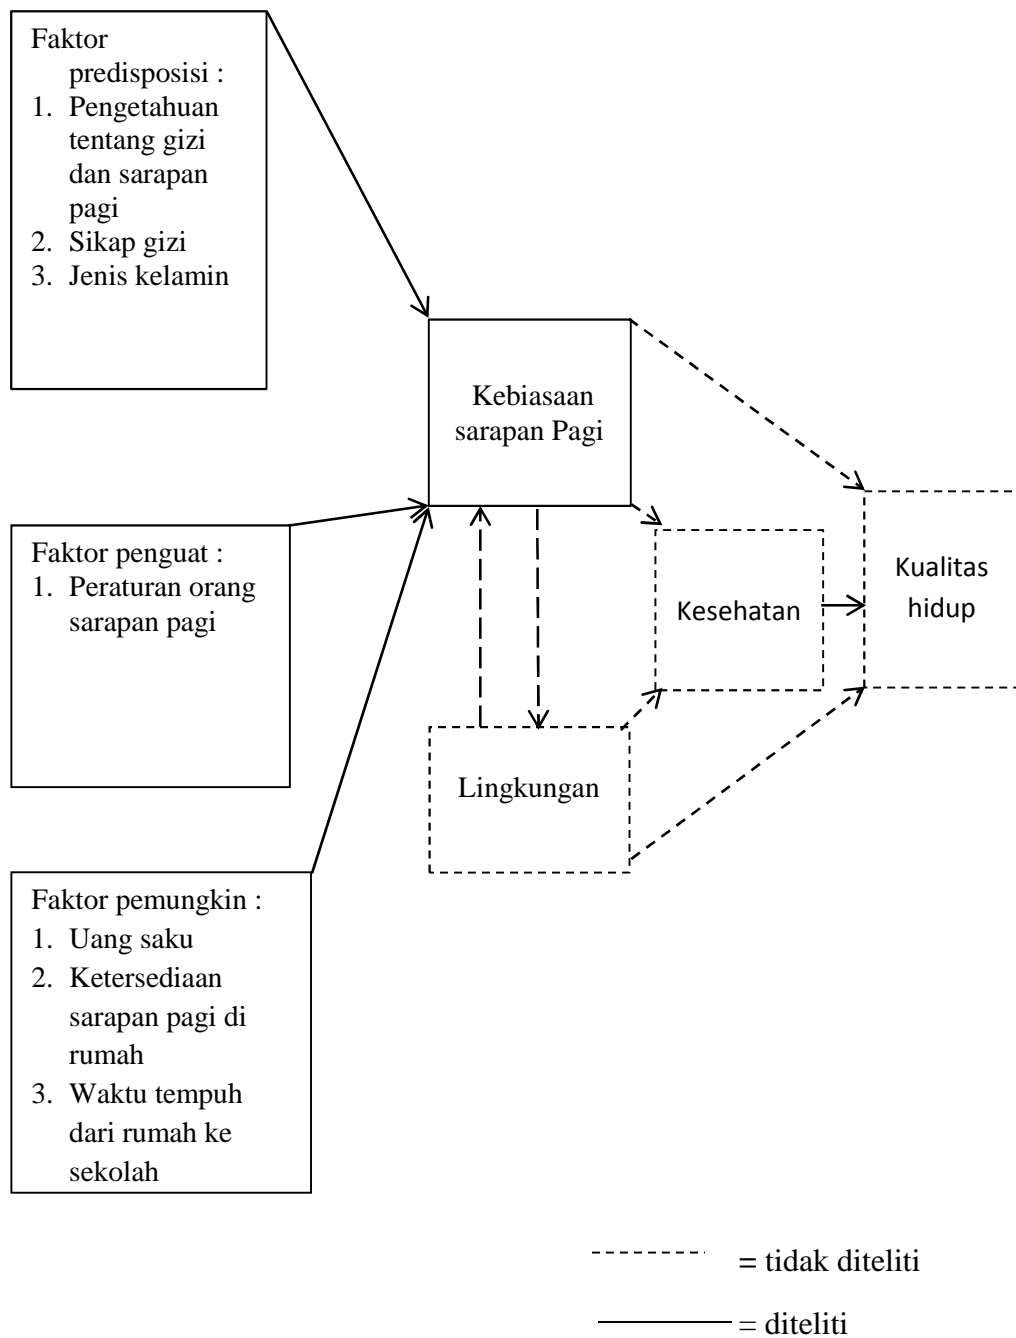 Faktor
predisposisi :
1. Pengetahuan
tentang gizi
dan sarapan
pagi
2. Sikap gizi
3. Jenis kelamin
Kebiasaan
sarapan Pagi
Faktor penguat :
1. Peraturan orang
sarapan pagi
Kesehatan
Kualitas
hidup
Lingkungan
Faktor pemungkin :
1. Uang saku
2. Ketersediaan
sarapan pagi di
rumah
3. Waktu tempuh
dari rumah ke
sekolah
= tidak diteliti
= diteliti